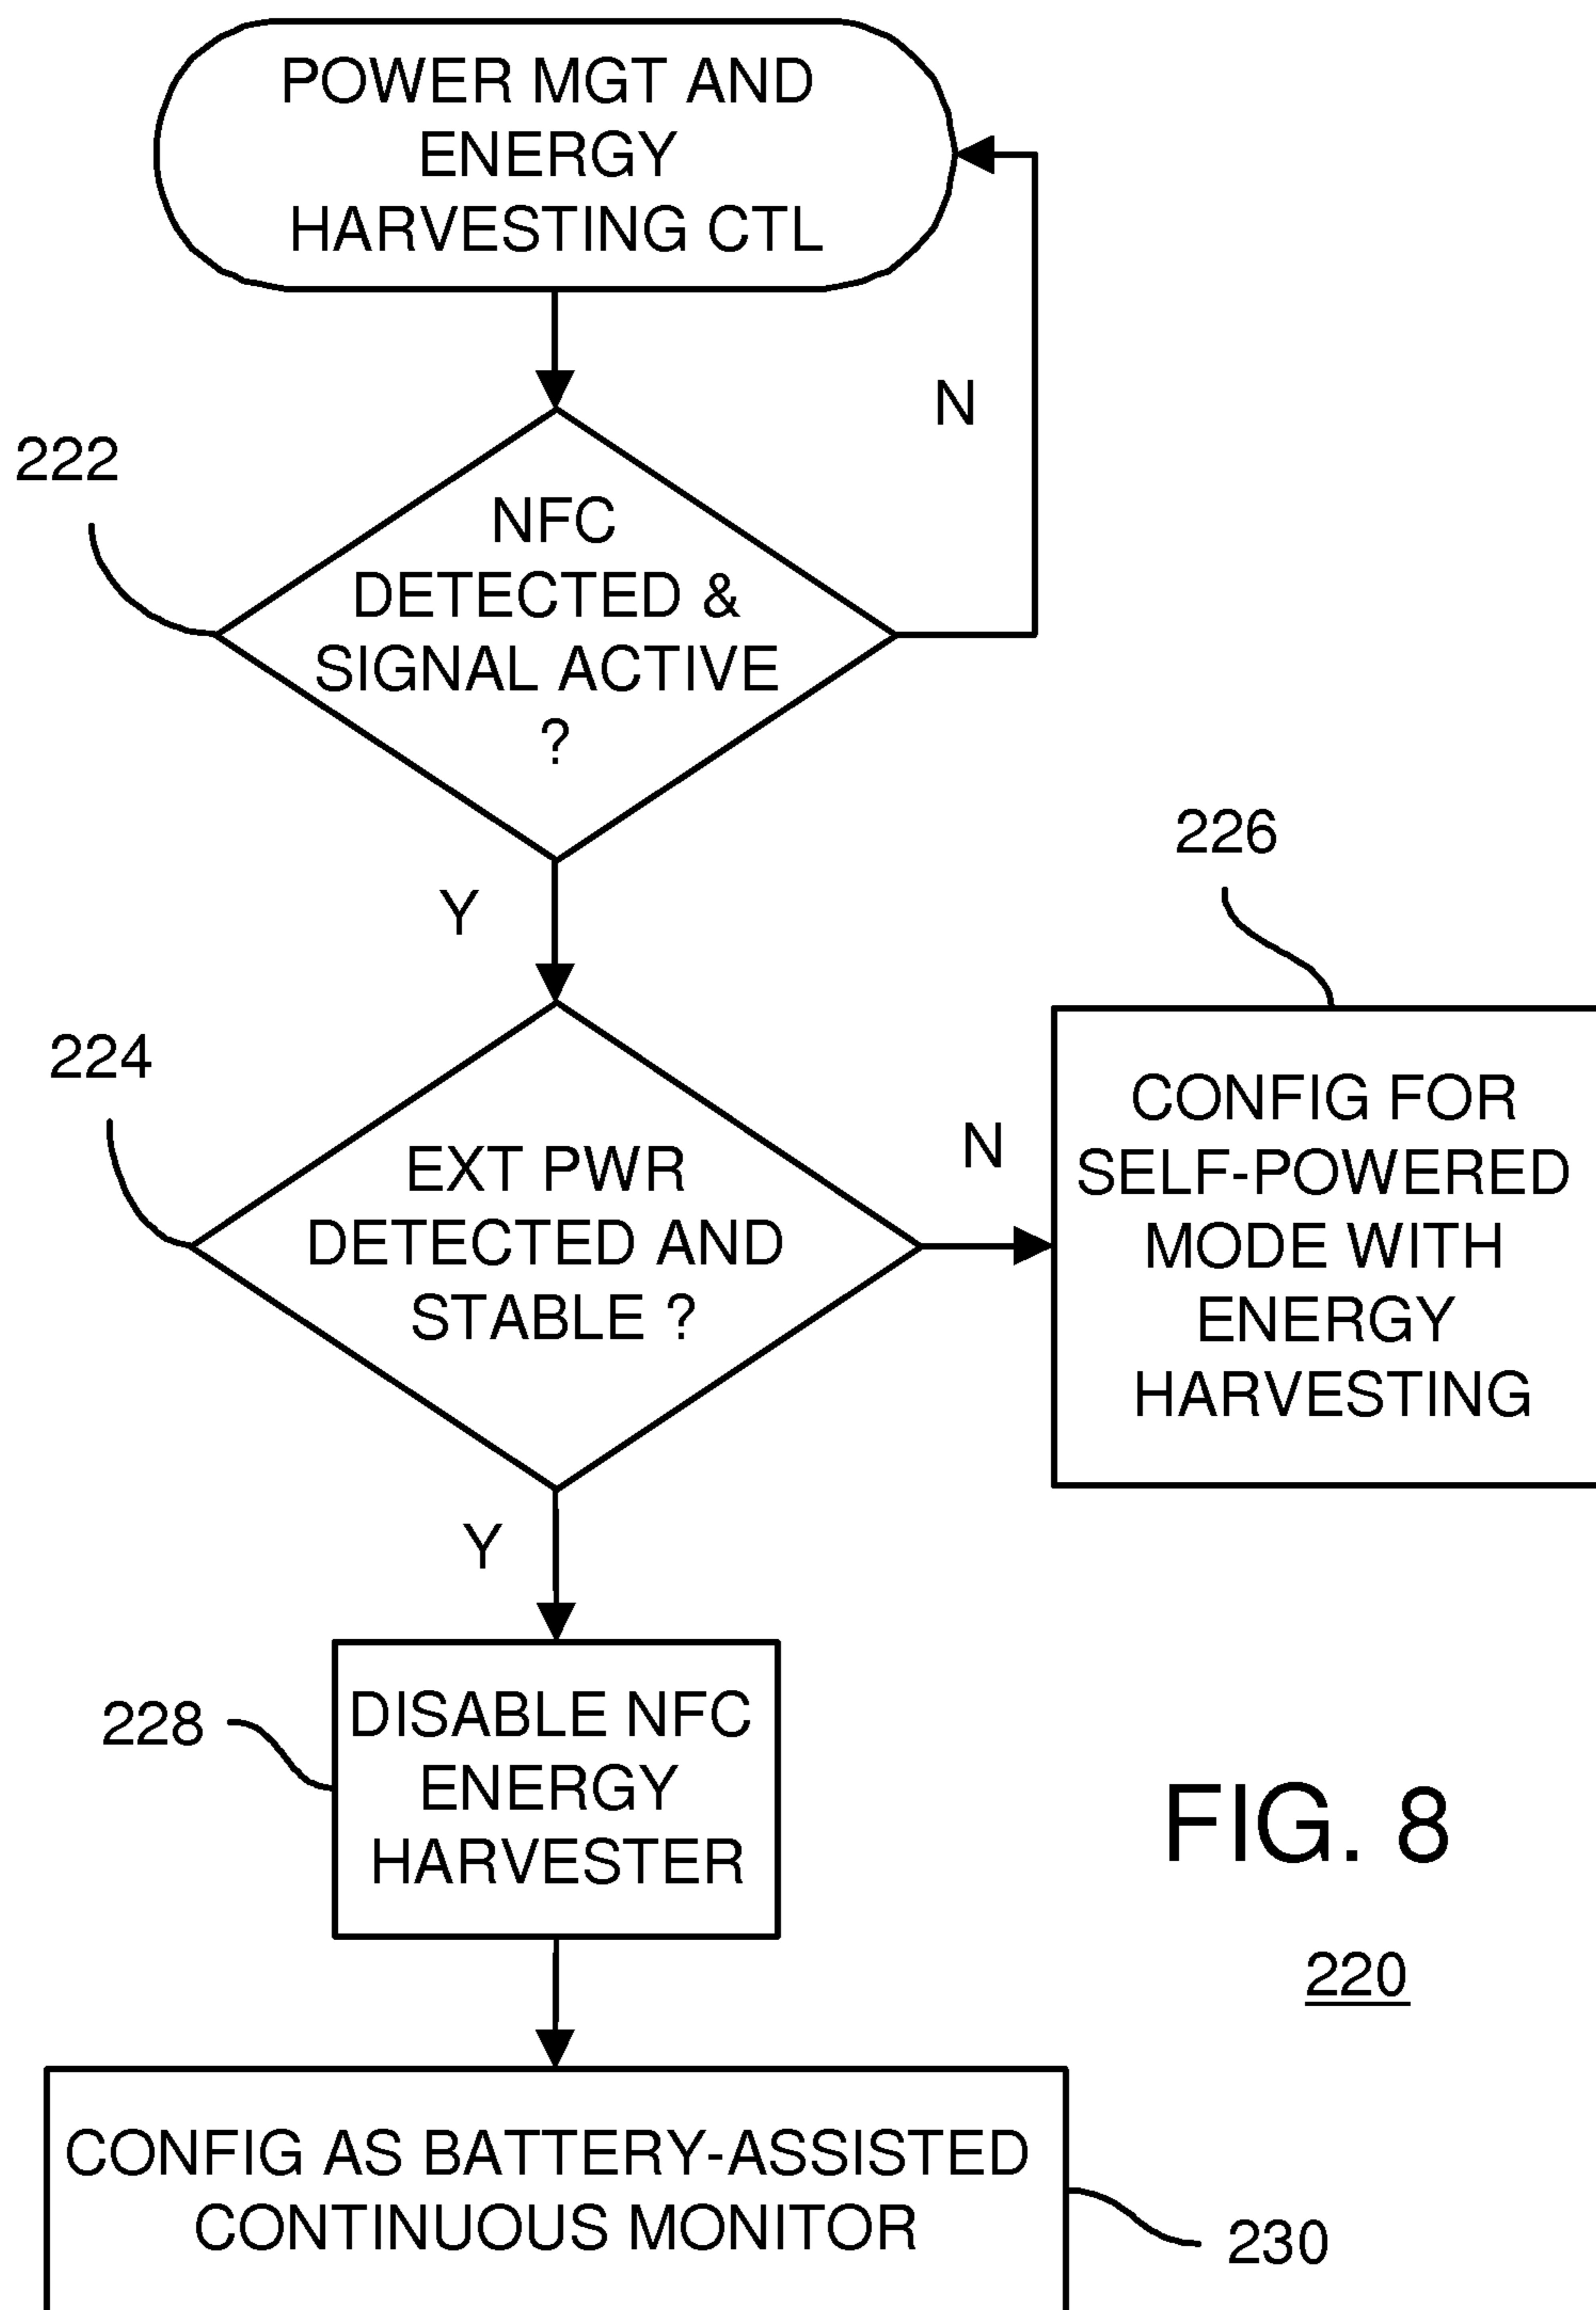 POWER MGT AND
ENERGY
HARVESTING CTL
N
222
NFC
DETECTED &
SIGNAL ACTIVE
?
Y
226
224
EXT PWR
DETECTED AND
STABLE ?
N
CONFIG FOR
SELF-POWERED
MODE WITH
ENERGY
HARVESTING
Y
228
DISABLE NFC
ENERGY
HARVESTER
FIG. 8
220
CONFIG AS BATTERY-ASSISTED
CONTINUOUS MONITOR
230